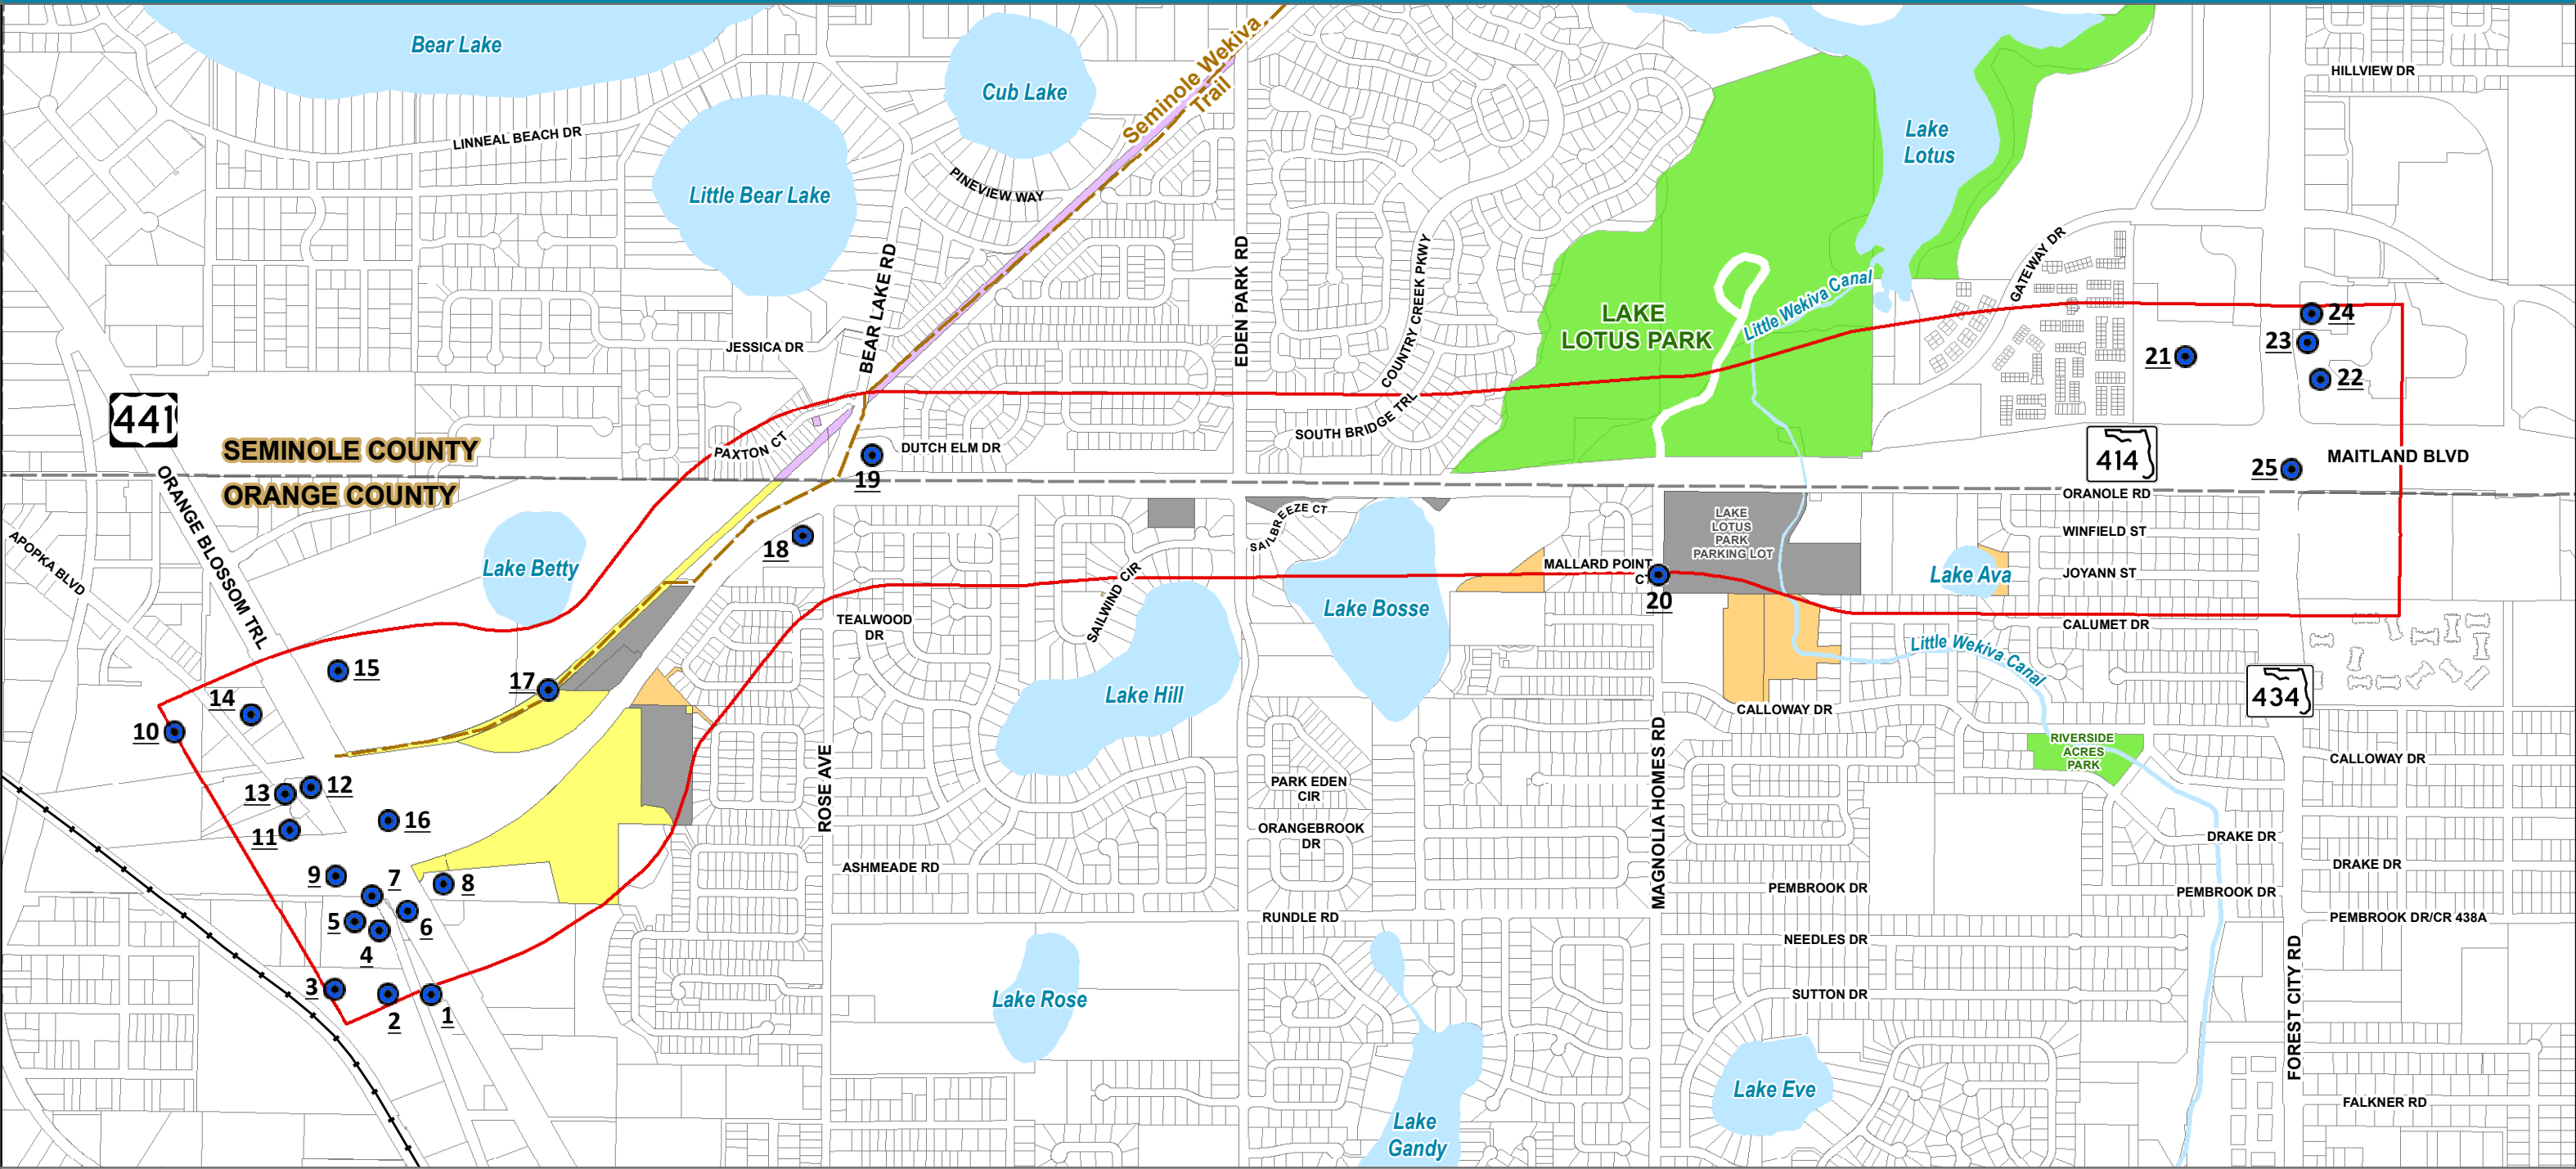 Bear Lake
Cub Lake
Seminole Wekiva
Trail
HILLVIEW DR
LINNEAL BEACH DR
Lake
Lotus
Little Bear Lake
PINEVIEW WAY
BEAR LAKE RD
EDEN PARK RD
COUNTRY CREEK PKWY
GATEWAY DR
Little Wekiva Canal
LAKE
LOTUS PARK
JESSICA DR
24
23
21
22
441
SEMINOLE COUNTY
ORANGE COUNTY
PAXTON CT
DUTCH ELM DR
SOUTH BRIDGE TRL
19
414
MAITLAND BLVD
25
ORANOLE RD
ORANGE BLOSSOM TRL
APOPKA BLVD
Lake Betty
18
SAILBREEZE CT
LAKE
LOTUS
PARK
PARKING LOT
WINFIELD ST
MALLARD POINT
CT
20
Lake Ava
JOYANN ST
SAILWIND CIR
Lake Bosse
TEALWOOD
DR
CALUMET DR
Little Wekiva Canal
15
17
14
10
Lake Hill
434
CALLOWAY DR
RIVERSIDE
ACRES
PARK
CALLOWAY DR
ROSE AVE
MAGNOLIA HOMES RD
PARK EDEN
CIR
12
13
16
11
ORANGEBROOK
DR
DRAKE DR
DRAKE DR
ASHMEADE RD
9
7
8
PEMBROOK DR
PEMBROOK DR
5
6
4
RUNDLE RD
PEMBROOK DR/CR 438A
NEEDLES DR
FOREST CITY RD
3
2
1
Lake Rose
SUTTON DR
Lake Eve
FALKNER RD
Lake
Gandy